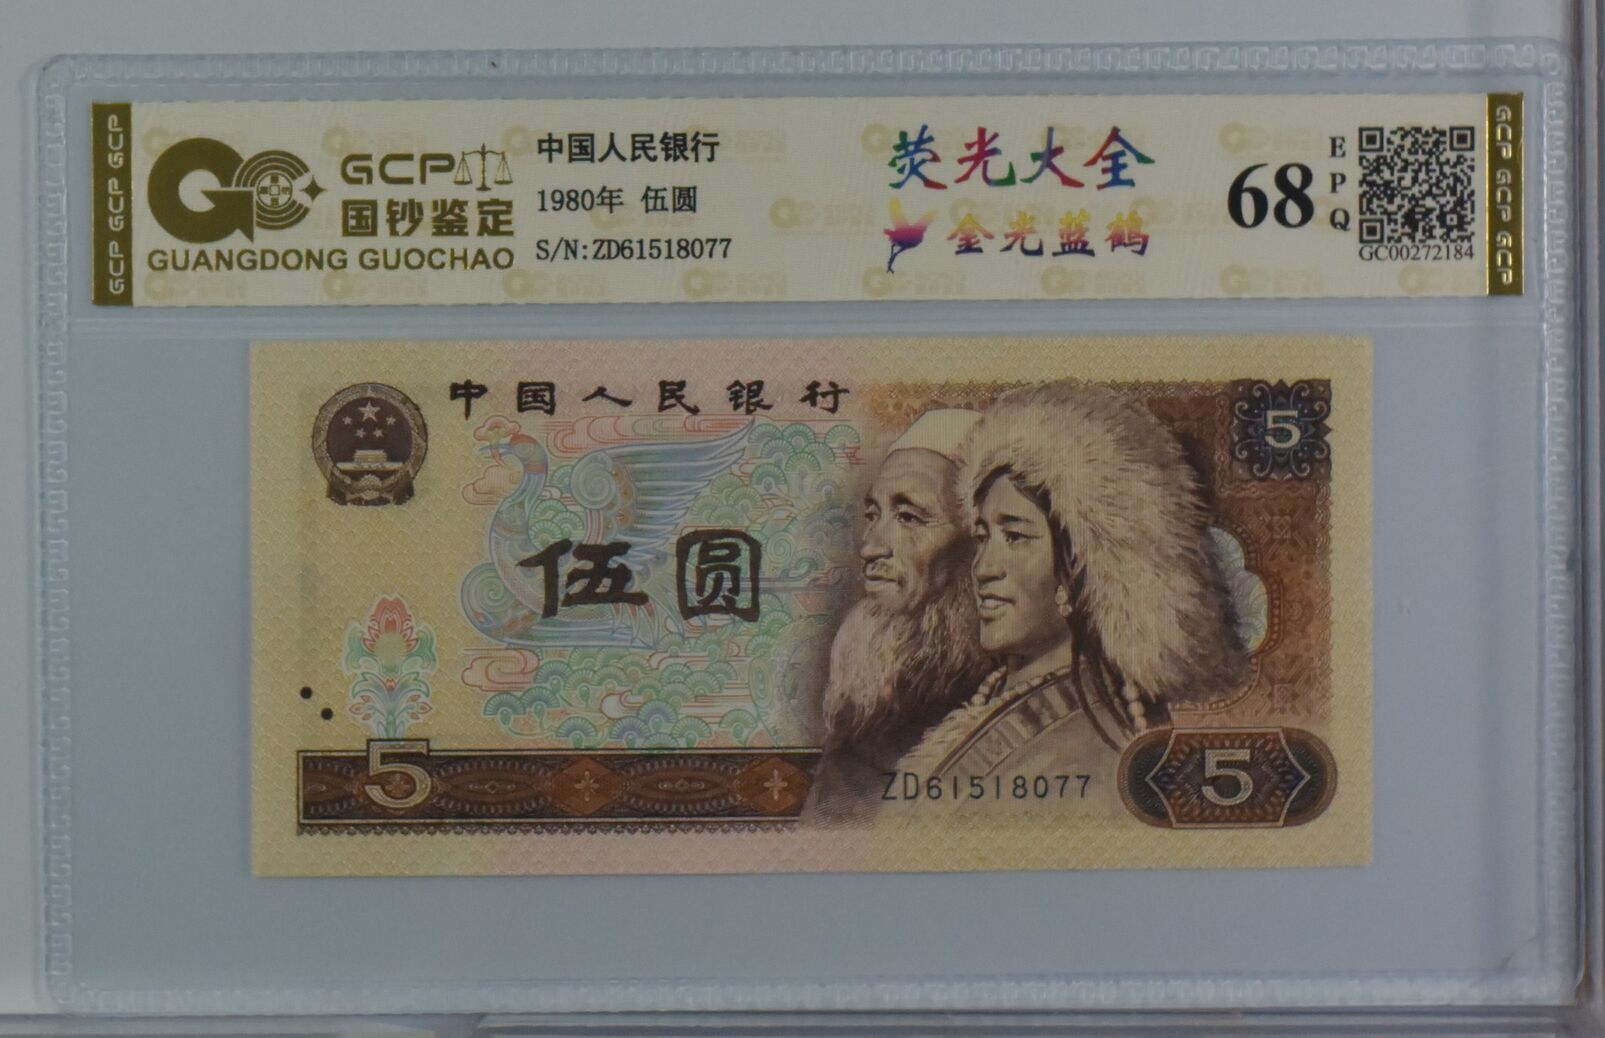 GCP GCP GCP
GCP
国钞鉴定
GUANGDONG GUOCHAO
中国人民银行
1980年 伍圆
S/N:ZD61518077
荧光大全
金光蓝鹤
68
EPQ
GC00272184
GCP GCP GCP
中国人民银行
5
伍圆
5
ZD61518077
5